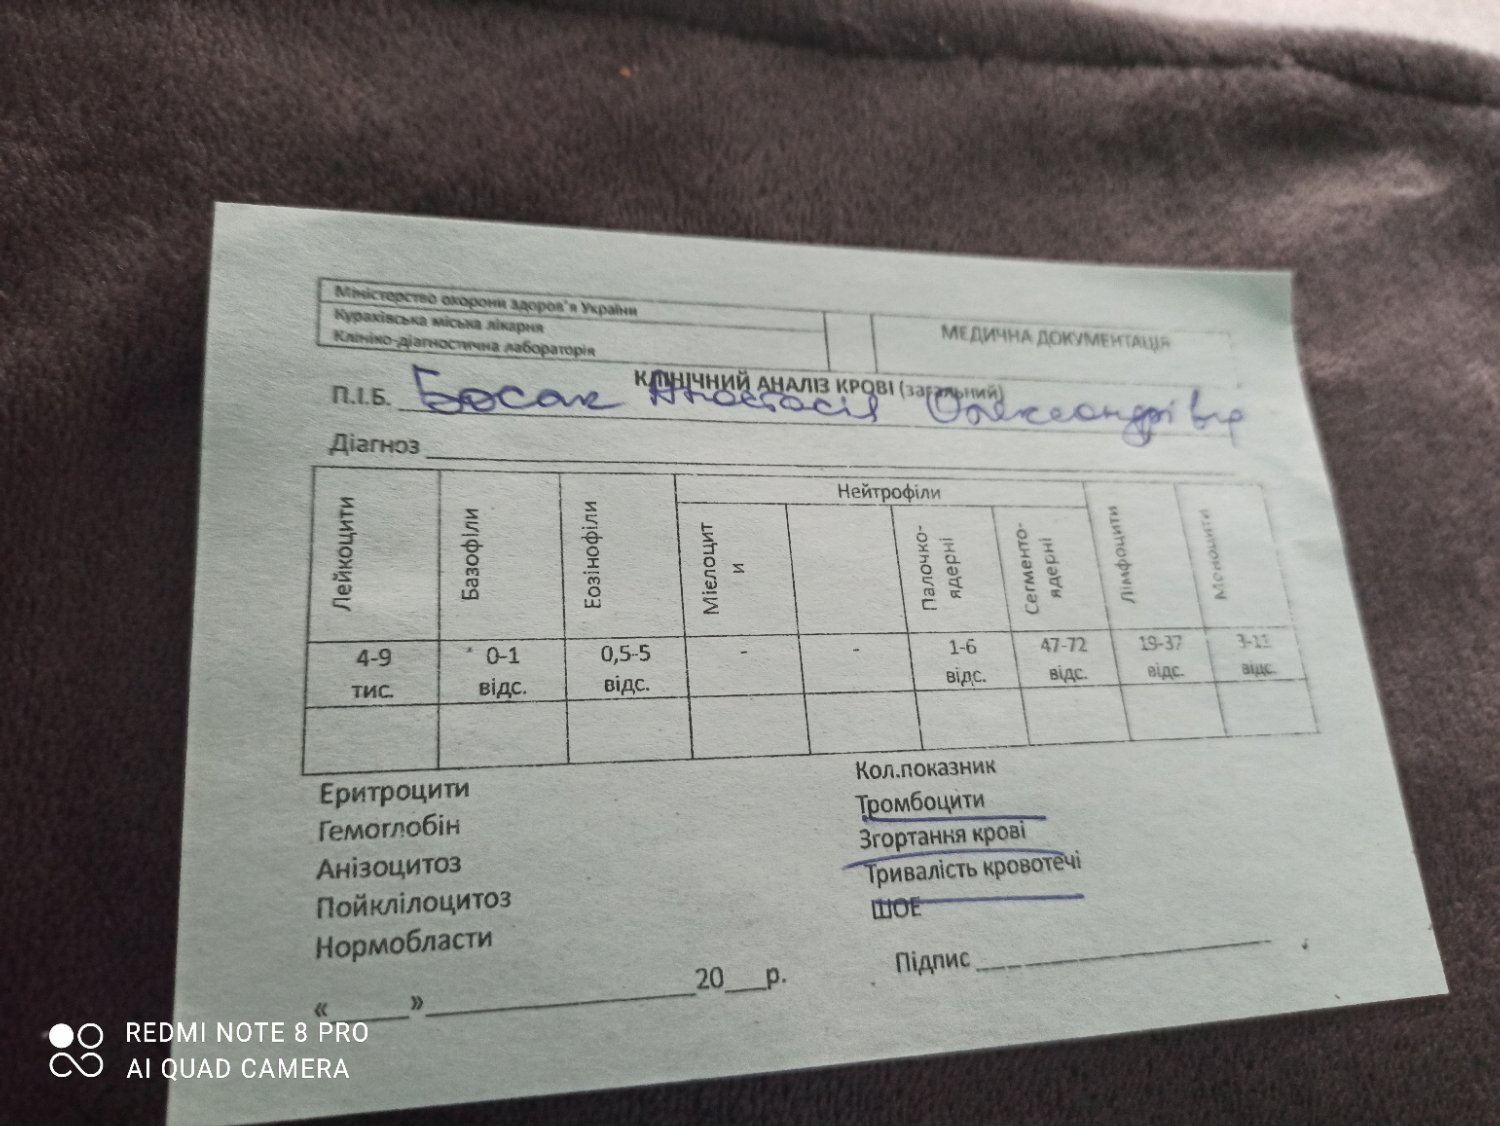 Міністерство охорони здоров'я України
Курахівська міська лікарня
Клініко-діагностична лабораторія
МЕДИЧНА ДОКУМЕНТАЦІЯ
КЛІНІЧНИЙ АНАЛІЗ КРОВІ (загальний)
П.І.Б. Босак Анастасія Олександрівна
Діагноз
Нейтрофіли
Лейкоцити Базофіли Еозінофіли Мієлоцити Палочко-ядерні Сегменто-ядерні Лімфоцити Моноцити
4-9 0-1 0,5-5 - - 1-6 47-72 19-37 3-11
тис. відс. відс. відс. відс. відс. відс.
Еритроцити Кол.показник
Гемоглобін Тромбоцити
Анізоцитоз Згортання крові
Пойклілоцитоз Тривалість кровотечі
Нормобласти ШОЕ
«____»____20___р. Підпис
REDMI NOTE 8 PRO
AI QUAD CAMERA